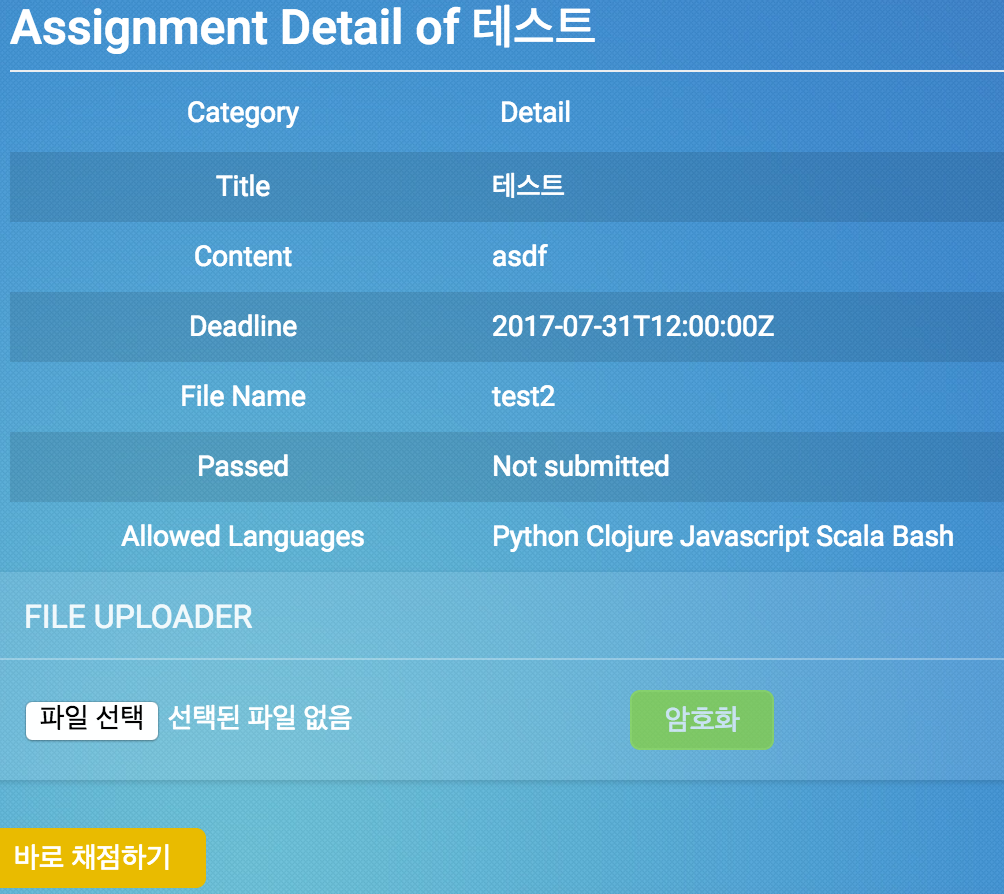 Assignment Detail of 테스트
Category Detail
Title 테스트
Content asdf
Deadline 2017-07-31T12:00:00Z
File Name test2
Passed Not submitted
Allowed Languages Python Clojure Javascript Scala Bash
FILE UPLOADER
파일 선택 선택된 파일 없음 암호화
바로 채점하기